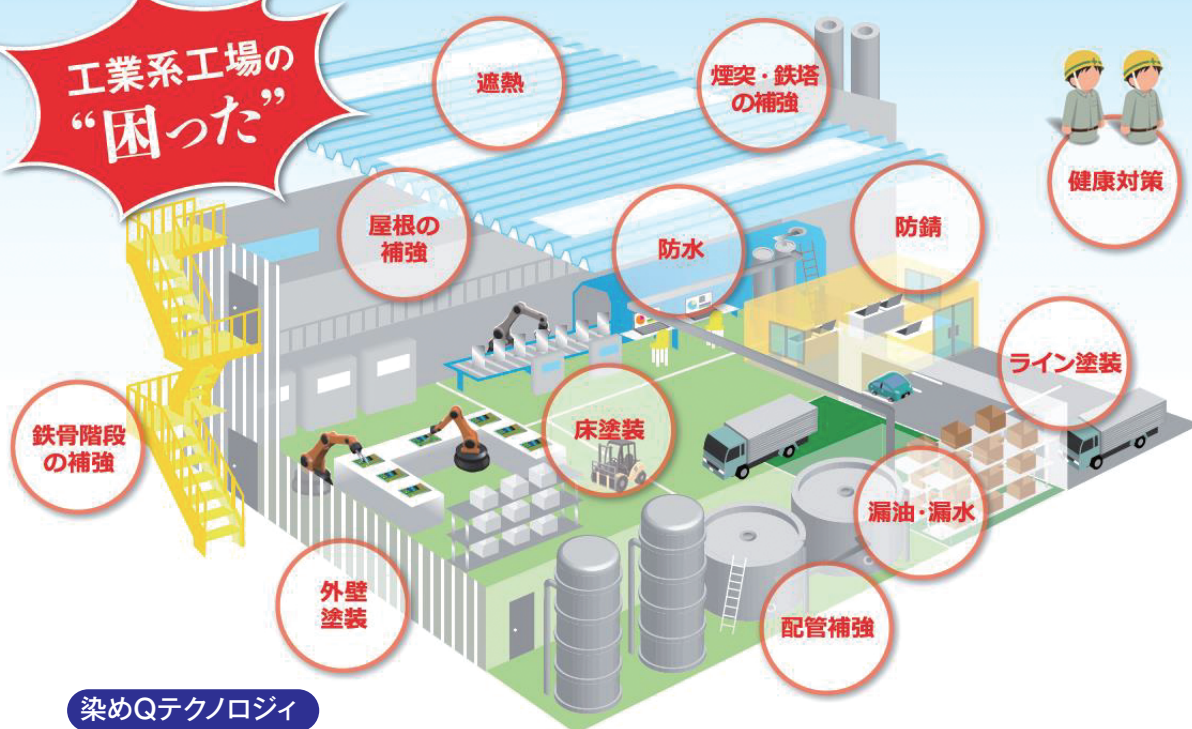 工業系工場の
“困った”
遮熱
煙突・鉄塔
の補強
健康対策
屋根の
補強
防水
防錆
ライン塗装
鉄骨階段
の補強
床塗装
漏油・漏水
外壁
塗装
配管補強
染めQテクノロジィ